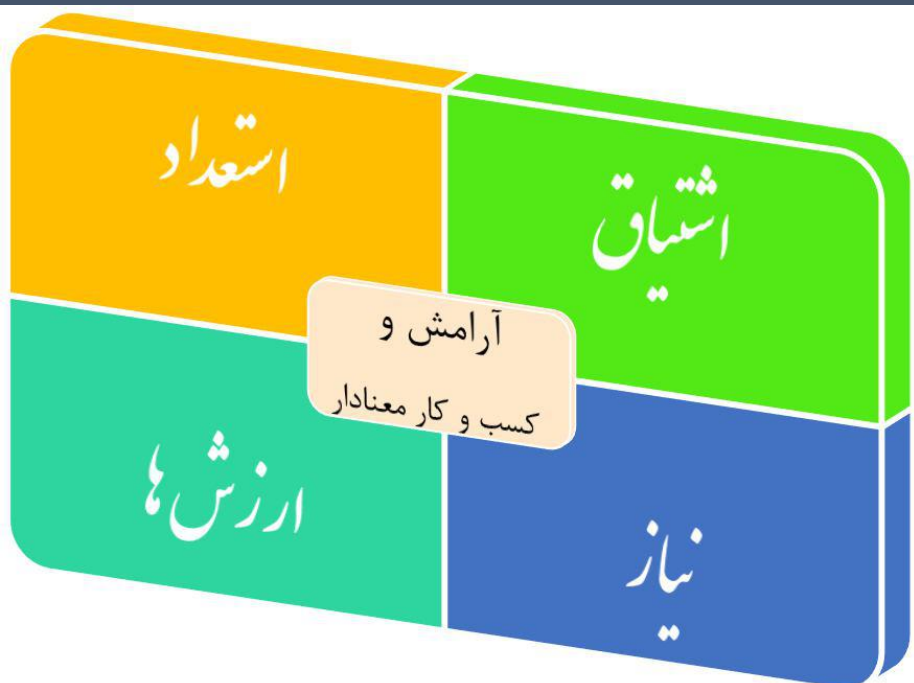 اشتیاق
استعداد
آرامش و
کسب و کار معنادار
نیاز
ارزش ها